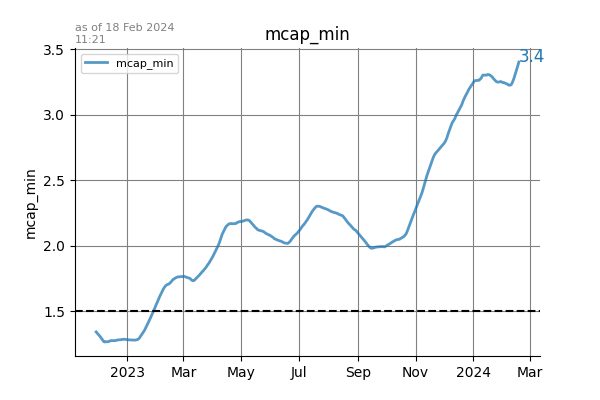 as of 18 Feb 2024
11:21
mcap_min
mcap_min
3.4
mcap_min
3.5
3.0
2.5
2.0
1.5
2023 Mar May Jul Sep Nov 2024 Mar